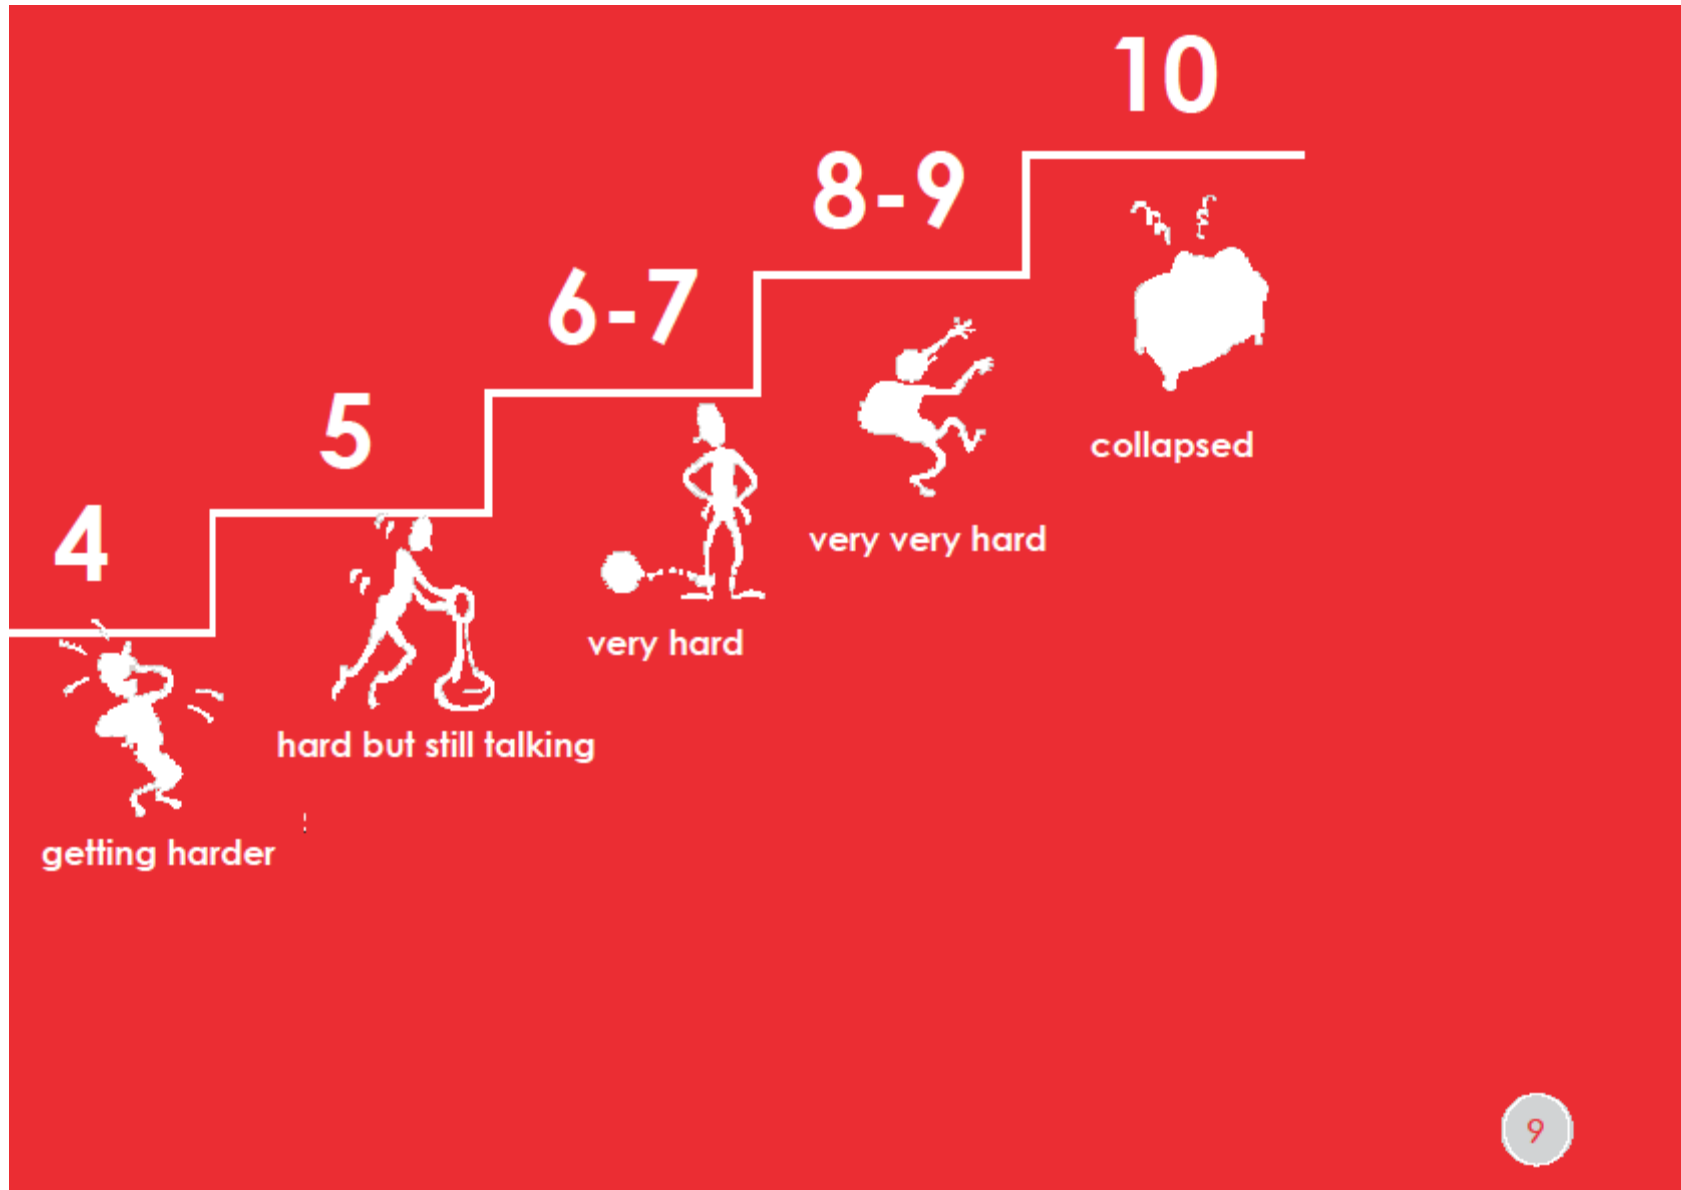 10
8-9
6-7
5
4
collapsed
very very hard
very hard
hard but still talking
getting harder
9